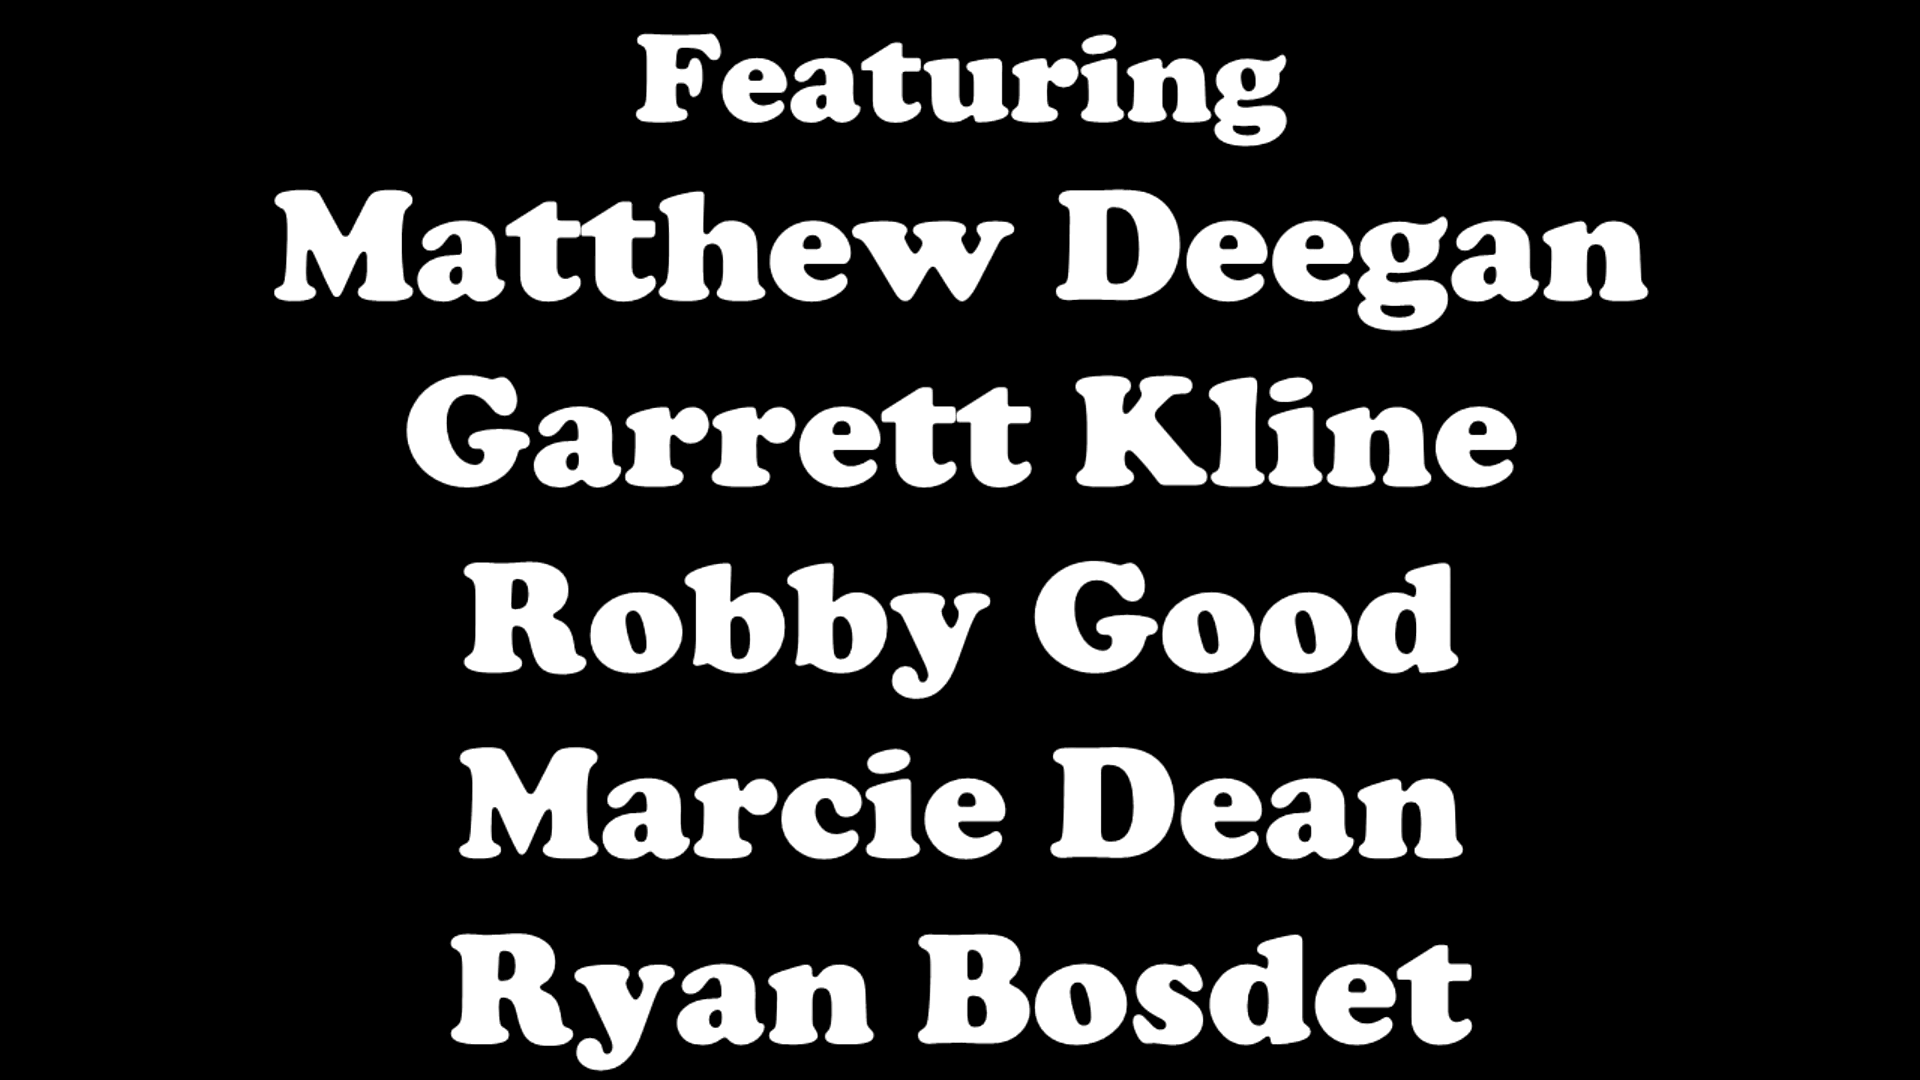 Featuring
Matthew Deegan
Garrett Kline
Robby Good
Marcie Dean
Ryan Bosdet